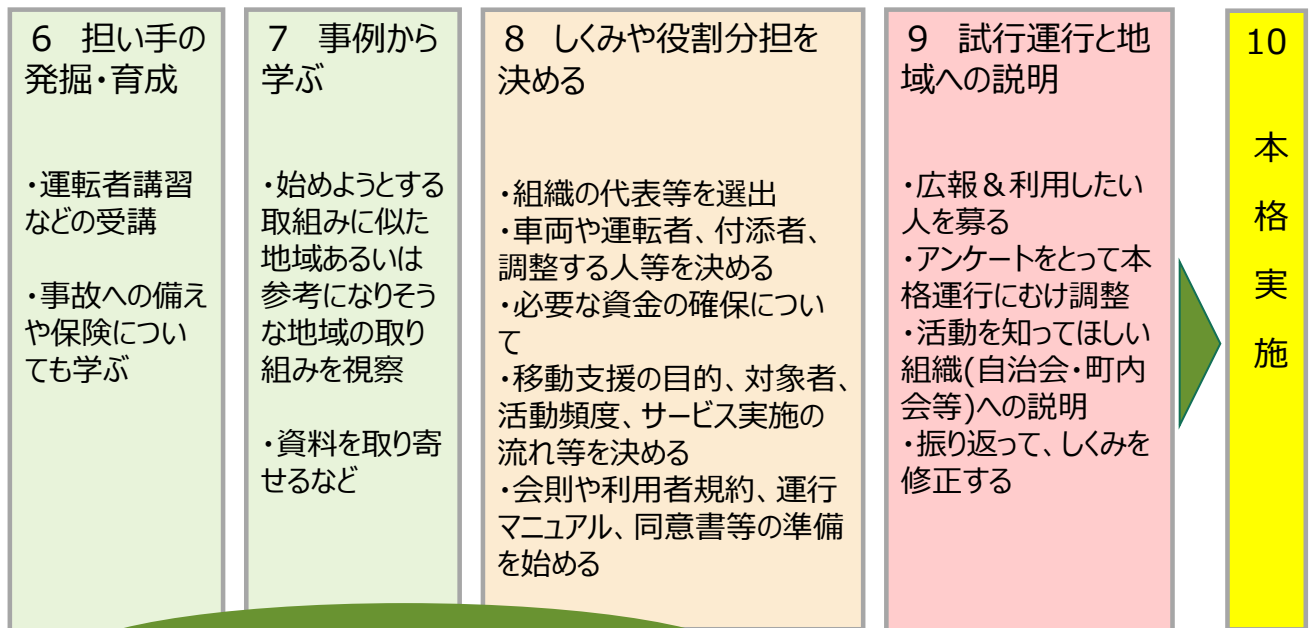 6 担い手の
発掘・育成
・運転者講習
などの受講
・事故への備え
や保険につい
ても学ぶ
7 事例から
学ぶ
・始めようとする
取組みに似た
地域あるいは
参考になりそう
な地域の取り
組みを視察
・資料を取り寄
せるなど
8 しくみや役割分担を
決める
・組織の代表等を選出
・車両や運転者、付添者、
調整する人等を決める
・必要な資金の確保につい
て
・移動支援の目的、対象者、
活動頻度、サービス実施の
流れ等を決める
・会則や利用者規約、運行
マニュアル、同意書等の準備
を始める
9 試行運行と地
域への説明
・広報&利用したい
人を募る
・アンケートをとって本
格運行にむけ調整
・活動を知ってほしい
組織(自治会・町内
会等)への説明
・振り返って、しくみを
修正する
10
本
格
実
施